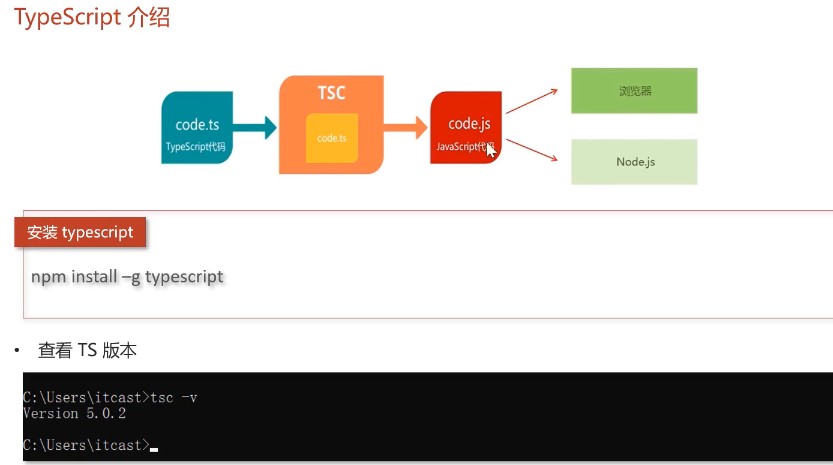 TypeScript 介绍
TSC
code.ts
TypeScript代码
code.ts
code.js
JavaScript代码
浏览器
Node.js
安装 typescript
npm install –g typescript
• 查看 TS 版本
C:\Users\itcast>tsc -v
Version 5.0.2
C:\Users\itcast>